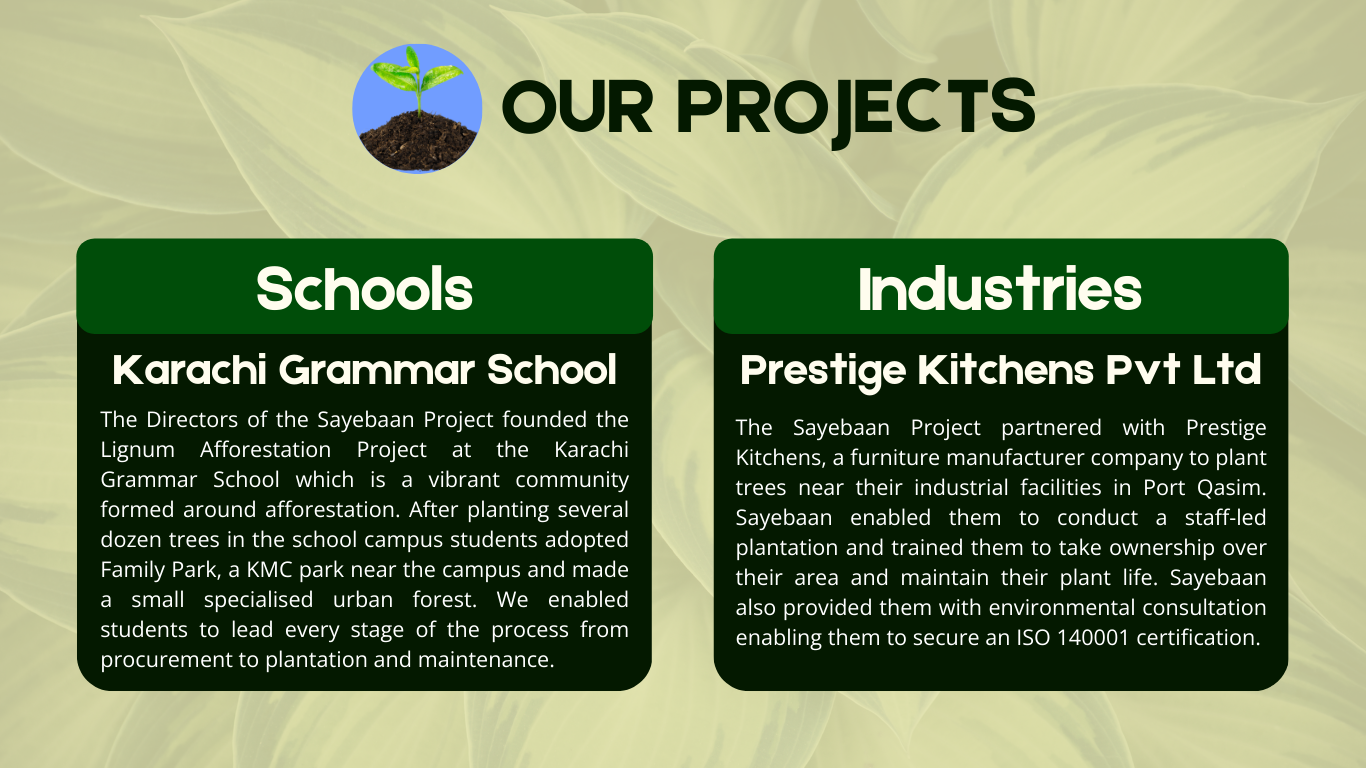 OUR PROJECTS
Schools
Karachi Grammar School
The Directors of the Sayebaan Project founded the
Lignum Afforestation Project at the Karachi
Grammar School which is a vibrant community
formed around afforestation. After planting several
dozen trees in the school campus students adopted
Family Park, a KMC park near the campus and made
a small specialised urban forest. We enabled
students to lead every stage of the process from
procurement to plantation and maintenance.
Industries
Prestige Kitchens Pvt Ltd
The Sayebaan Project partnered with Prestige
Kitchens, a furniture manufacturer company to plant
trees near their industrial facilities in Port Qasim.
Sayebaan enabled them to conduct a staff-led
plantation and trained them to take ownership over
their area and maintain their plant life. Sayebaan
also provided them with environmental consultation
enabling them to secure an ISO 140001 certification.